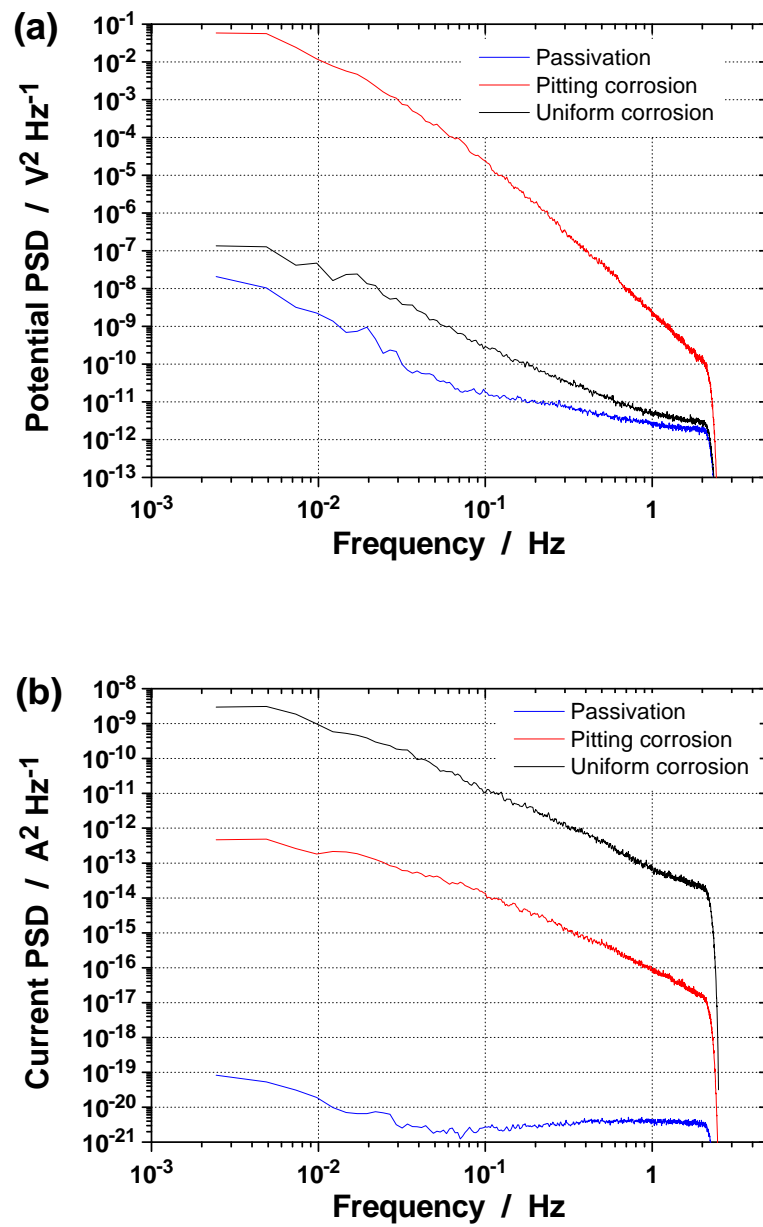 (a)
Potential PSD / V² Hz⁻¹
10⁻¹
10⁻²
10⁻³
10⁻⁴
10⁻⁵
10⁻⁶
10⁻⁷
10⁻⁸
10⁻⁹
10⁻¹⁰
10⁻¹¹
10⁻¹²
10⁻¹³
Passivation
Pitting corrosion
Uniform corrosion
10⁻³ 10⁻² 10⁻¹ 1
Frequency / Hz
(b)
Current PSD / A² Hz⁻¹
10⁻⁸
10⁻⁹
10⁻¹⁰
10⁻¹¹
10⁻¹²
10⁻¹³
10⁻¹⁴
10⁻¹⁵
10⁻¹⁶
10⁻¹⁷
10⁻¹⁸
10⁻¹⁹
10⁻²⁰
10⁻²¹
Passivation
Pitting corrosion
Uniform corrosion
10⁻³ 10⁻² 10⁻¹ 1
Frequency / Hz